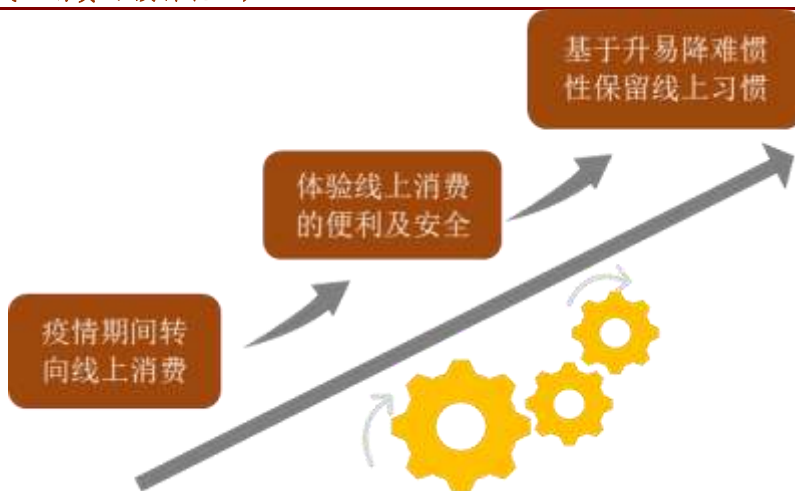 基于升易降难惯
性保留线上习惯
体验线上消费
的便利及安全
疫情期间转
向线上消费